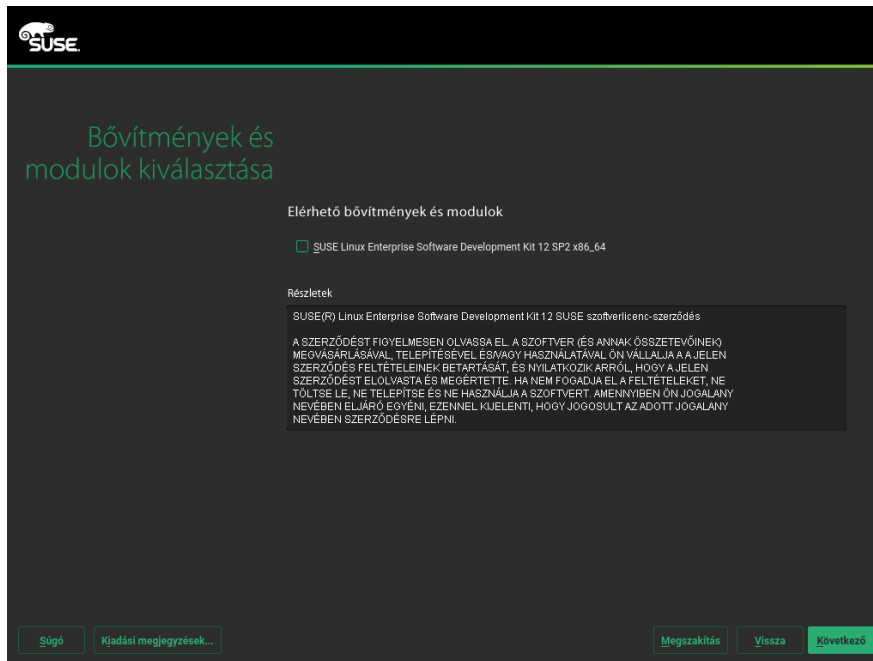 SUSE.
Bővítmények és
modulok kiválasztása
Elérhető bővítmények és modulok
SUSE Linux Enterprise Software Development Kit 12 SP2 x86_64
Részletek
SUSE(R) Linux Enterprise Software Development Kit 12 SUSE szoftverlicenc-szerződés
A SZERZŐDÉST FIGYELMESEN OLVASSA EL. A SZOFTVER (ÉS ANNAK ÖSSZETEVŐINEK)
MEGVÁSÁRLÁSÁVAL, TELEPÍTÉSÉVEL ÉS/VAGY HASZNÁLATÁVAL ÖN VÁLLALJA A A JELEN
SZERZŐDÉS FELTÉTELEINEK BETARTÁSÁT, ÉS NYILATKOZIK ARRÓL, HOGY A JELEN
SZERZŐDÉST ELOLVASTA ÉS MEGÉRTETTE. HA NEM FOGADJA EL A FELTÉTELEKET, NE
TÖLTSE LE, NE TELEPÍTSE ÉS NE HASZNÁLJA A SZOFTVERT. AMENNYIBEN ÖN JOGALANY
NEVÉBEN ELJÁRÓ EGYÉNI, EZENNEL KIJELENTI, HOGY JOGOSULT AZ ADOTT JOGALANY
NEVÉBEN SZERZŐDÉSRE LÉPNI.
Súgó Kiadási megjegyzések... Megszakítás Vissza Következő